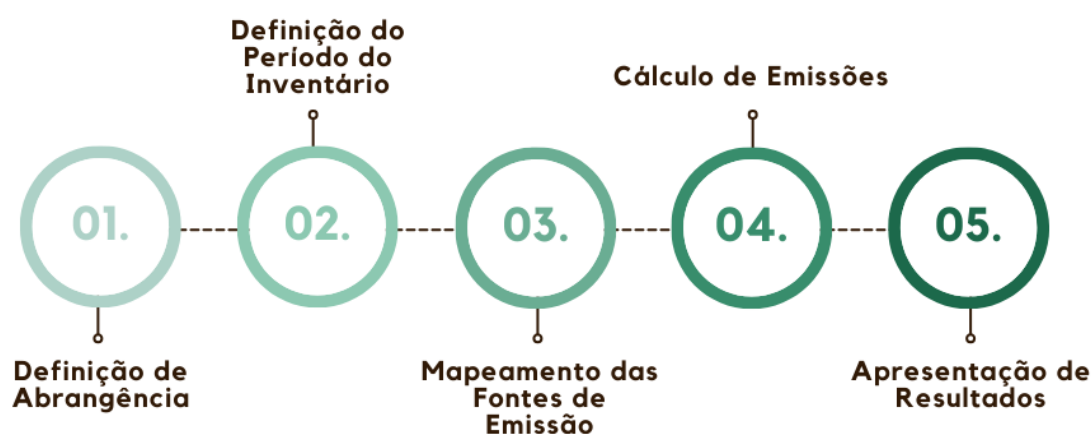 01.
Definição de
Abrangência
02.
Definição do
Período do
Inventário
03.
Mapeamento das
Fontes de
Emissão
04.
Cálculo de Emissões
05.
Apresentação de
Resultados